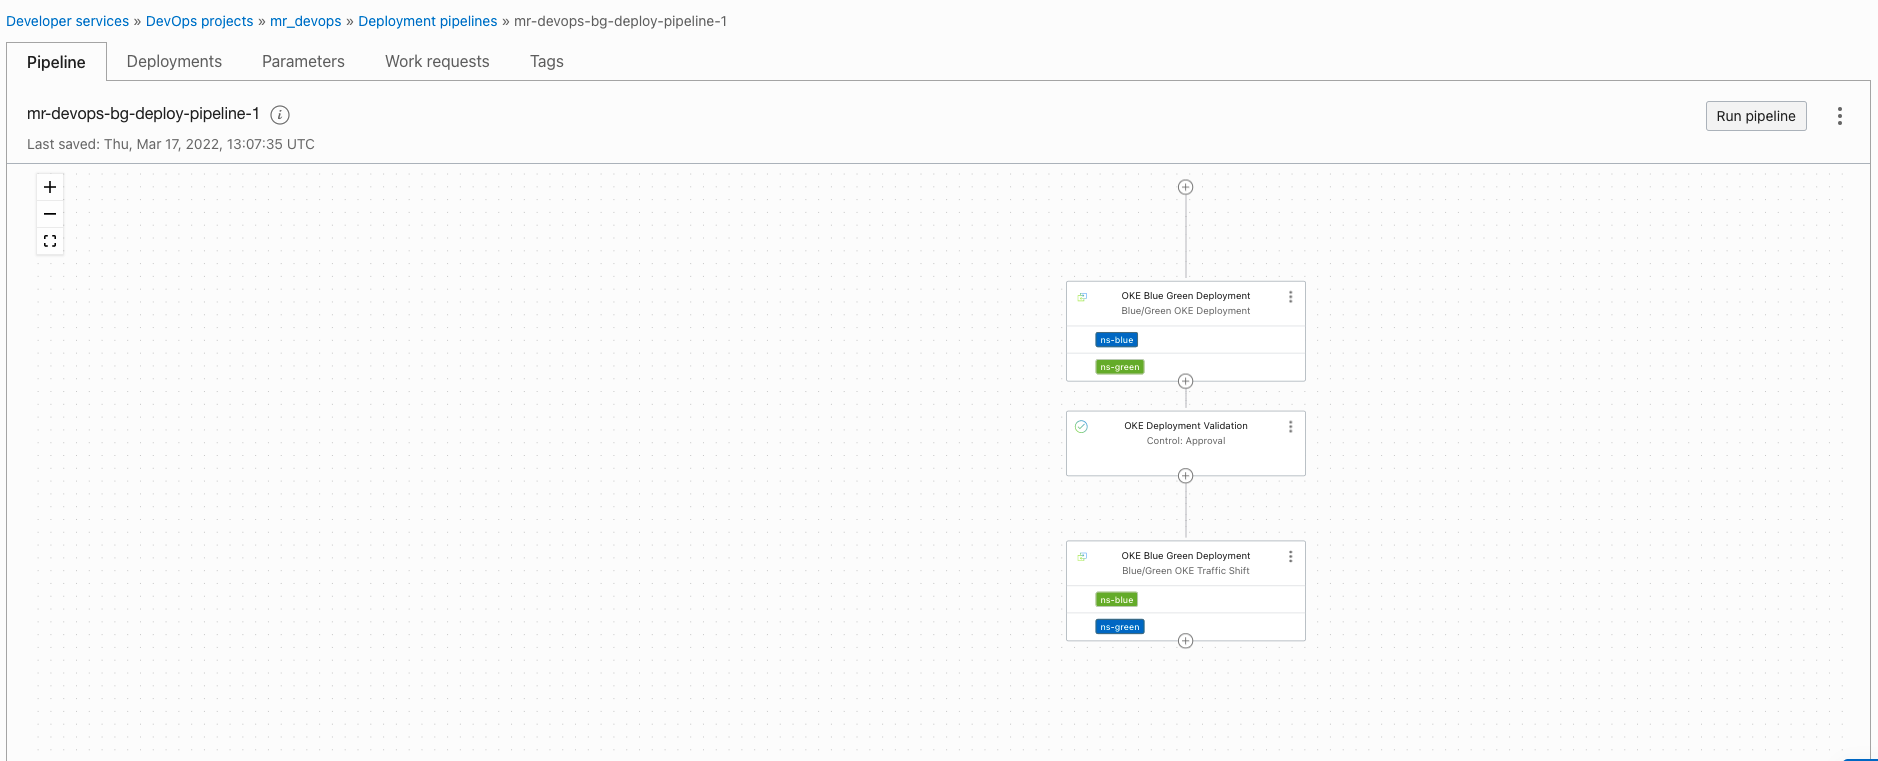 Developer services » DevOps projects » mr_devops » Deployment pipelines » mr-devops-bg-deploy-pipeline-1
Pipeline Deployments Parameters Work requests Tags
mr-devops-bg-deploy-pipeline-1
Run pipeline
Last saved: Thu, Mar 17, 2022, 13:07:35 UTC
OKE Blue Green Deployment
Blue/Green OKE Deployment
ns-blue
ns-green
OKE Deployment Validation
Control: Approval
OKE Blue Green Deployment
Blue/Green OKE Traffic Shift
ns-blue
ns-green